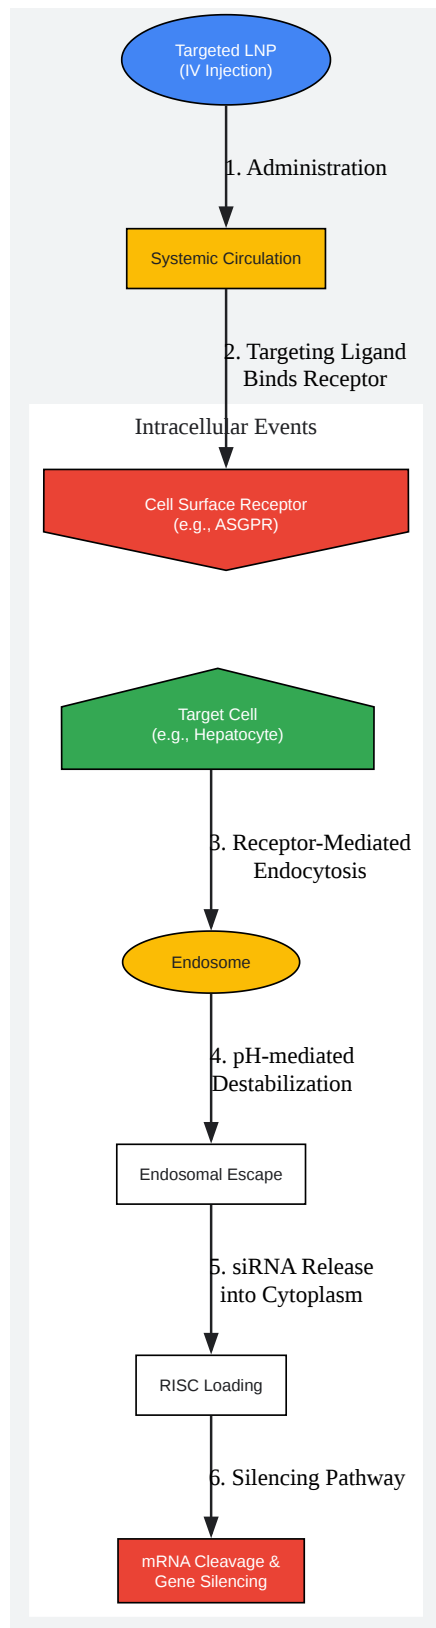 Targeted LNP
(IV Injection)
1. Administration
Systemic Circulation
2. Targeting Ligand
Binds Receptor
Intracellular Events
Cell Surface Receptor
(e.g., ASGPR)
Target Cell
(e.g., Hepatocyte)
3. Receptor-Mediated
Endocytosis
Endosome
4. pH-mediated
Destabilization
Endosomal Escape
5. siRNA Release
into Cytoplasm
RISC Loading
6. Silencing Pathway
mRNA Cleavage &
Gene Silencing